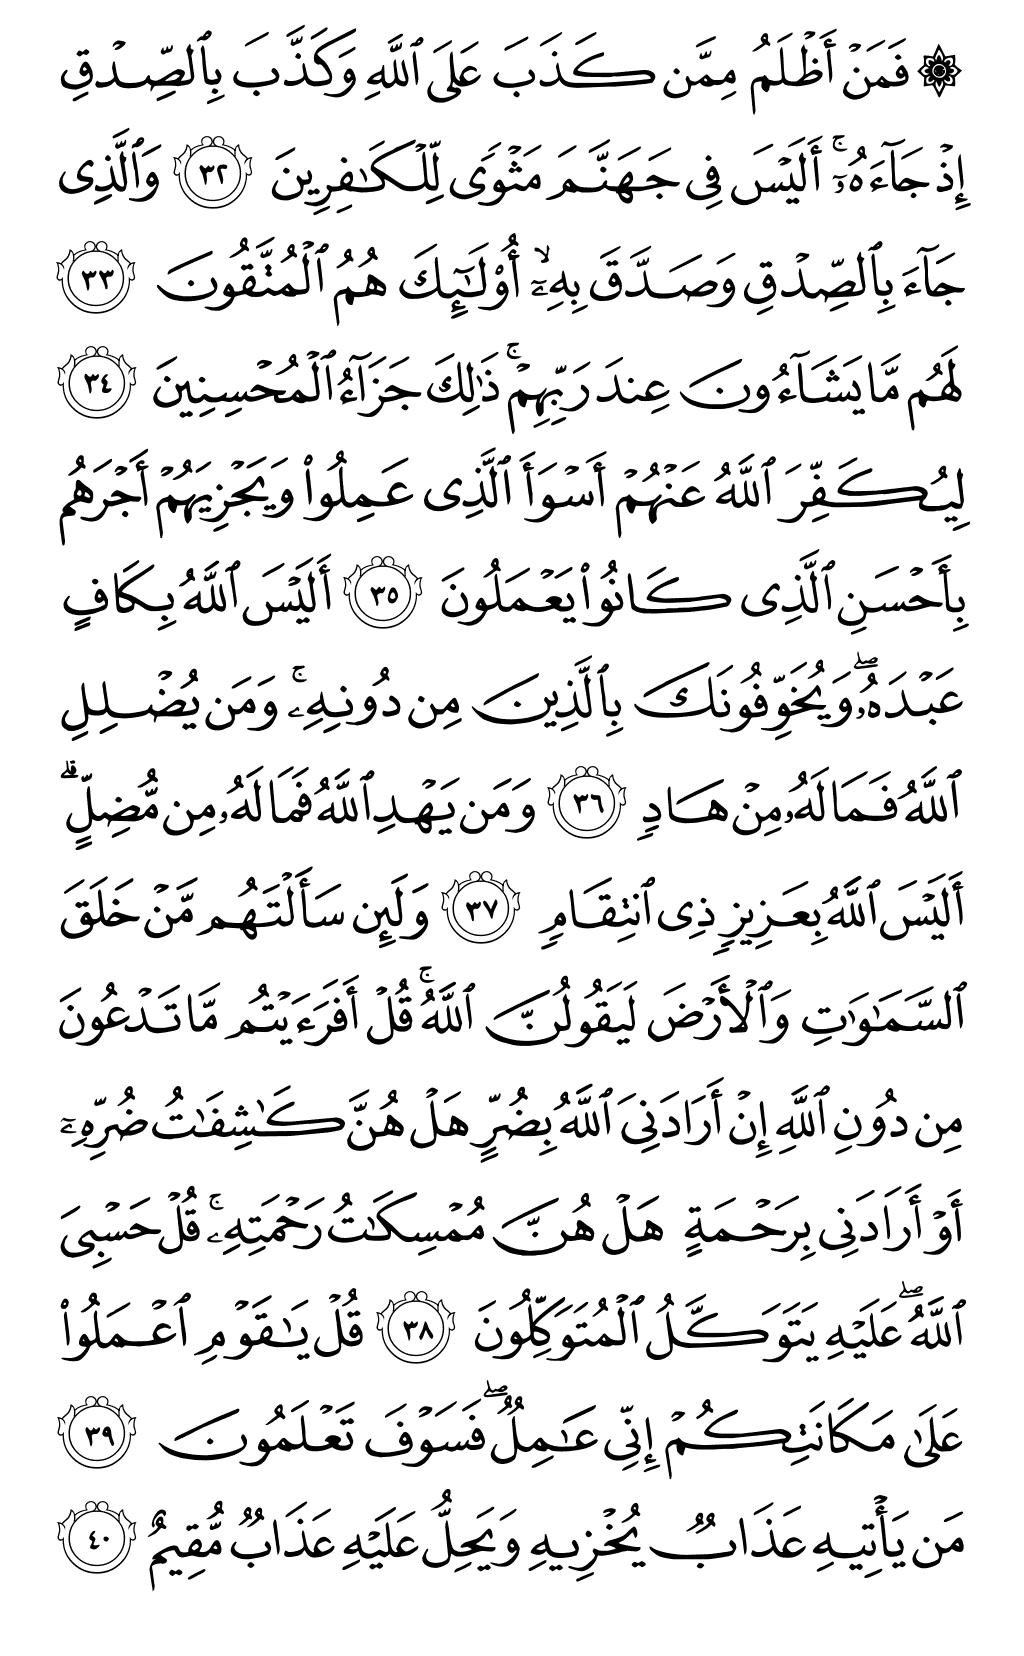 ۞ فَمَنۡ أَظۡلَمُ مِمَّن كَذَبَ عَلَى ٱللَّهِ وَكَذَّبَ بِٱلصِّدۡقِ
إِذۡ جَآءَهُۥٓۚ أَلَيۡسَ فِى جَهَنَّمَ مَثۡوًى لِّلۡكَـٰفِرِينَ ٣٢ وَٱلَّذِى
جَآءَ بِٱلصِّدۡقِ وَصَدَّقَ بِهِۦٓۙ أُوْلَـٰٓئِكَ هُمُ ٱلۡمُتَّقُونَ ٣٣
لَهُم مَّا يَشَآءُونَ عِندَ رَبِّهِمۡۚ ذَٰلِكَ جَزَآءُ ٱلۡمُحۡسِنِينَ ٣٤
لِيُكَفِّرَ ٱللَّهُ عَنۡهُمۡ أَسۡوَأَ ٱلَّذِى عَمِلُواْ وَيَجۡزِيَهُمۡ أَجۡرَهُم
بِأَحۡسَنِ ٱلَّذِى كَانُواْ يَعۡمَلُونَ ٣٥ أَلَيۡسَ ٱللَّهُ بِكَافٍ
عَبۡدَهُۥۖ وَيُخَوِّفُونَكَ بِٱلَّذِينَ مِن دُونِهِۦۚ وَمَن يُضۡلِلِ
ٱللَّهُ فَمَا لَهُۥ مِنۡ هَادٍ ٣٦ وَمَن يَهۡدِ ٱللَّهُ فَمَا لَهُۥ مِن مُّضِلٍّۗ
أَلَيۡسَ ٱللَّهُ بِعَزِيزٍ ذِى ٱنتِقَامٍ ٣٧ وَلَئِن سَأَلۡتَهُم مَّنۡ خَلَقَ
ٱلسَّمَـٰوَٰتِ وَٱلۡأَرۡضَ لَيَقُولُنَّ ٱللَّهُۚ قُلۡ أَفَرَءَيۡتُم مَّا تَدۡعُونَ
مِن دُونِ ٱللَّهِ إِنۡ أَرَادَنِىَ ٱللَّهُ بِضُرٍّ هَلۡ هُنَّ كَـٰشِفَـٰتُ ضُرِّهِۦٓ
أَوۡ أَرَادَنِى بِرَحۡمَةٍ هَلۡ هُنَّ مُمۡسِكَـٰتُ رَحۡمَتِهِۦۚ قُلۡ حَسۡبِىَ
ٱللَّهُۖ عَلَيۡهِ يَتَوَكَّلُ ٱلۡمُتَوَكِّلُونَ ٣٨ قُلۡ يَـٰقَوۡمِ ٱعۡمَلُواْ
عَلَىٰ مَكَانَتِكُمۡ إِنِّى عَـٰمِلٌۖ فَسَوۡفَ تَعۡلَمُونَ ٣٩
مَن يَأۡتِيهِ عَذَابٌ يُخۡزِيهِ وَيَحِلُّ عَلَيۡهِ عَذَابٌ مُّقِيمٌ ٤٠